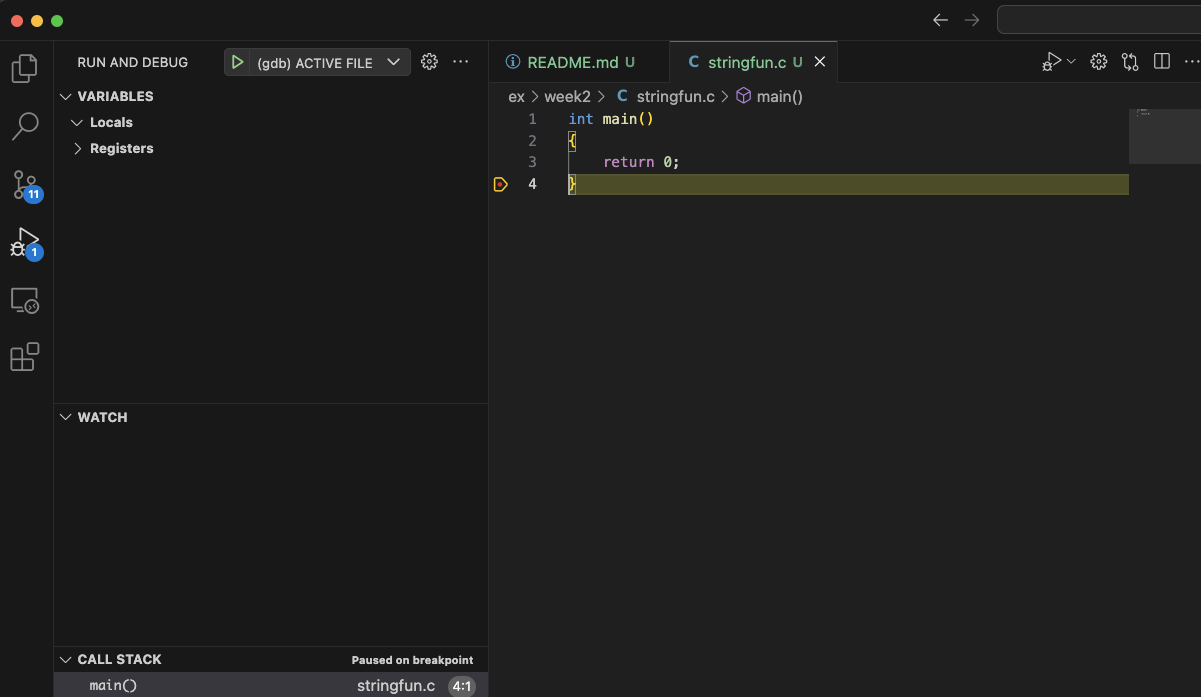 RUN AND DEBUG
(gdb) ACTIVE FILE
VARIABLES
Locals
Registers
11
1
WATCH
CALL STACK
Paused on breakpoint
main()
stringfun.c
4:1
README.md U
C stringfun.c U
ex > week2 > C stringfun.c > main()
1 int main()
2 {
3 return 0;
4 }